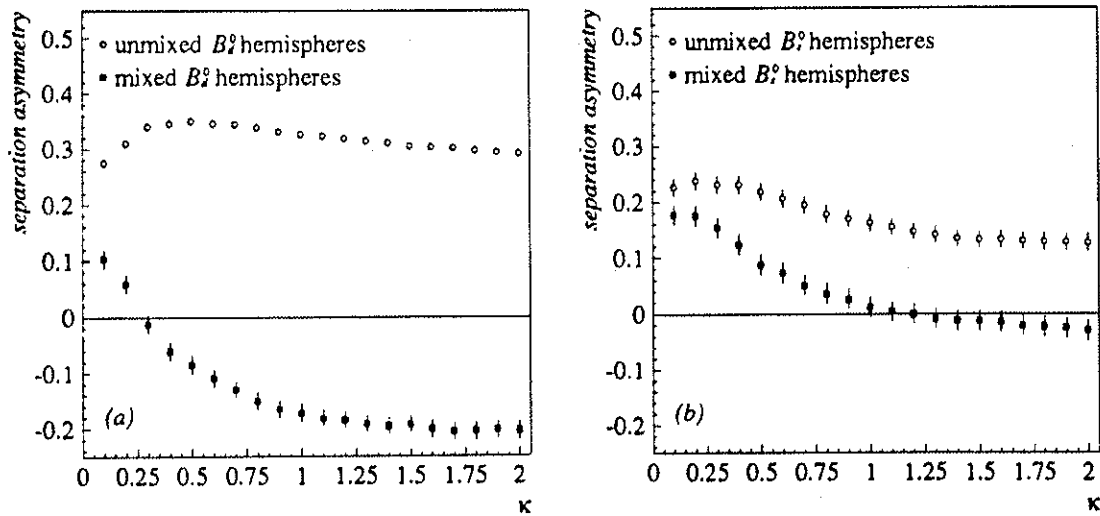 separation asymmetry
0.5
0.4
0.3
0.2
0.1
0
-0.1
-0.2
unmixed B_d^0 hemispheres
mixed B_d^0 hemispheres
(a)
0 0.25 0.5 0.75 1 1.25 1.5 1.75 2
κ
separation asymmetry
0.5
0.4
0.3
0.2
0.1
0
-0.1
-0.2
unmixed B_s^0 hemispheres
mixed B_s^0 hemispheres
(b)
0 0.25 0.5 0.75 1 1.25 1.5 1.75 2
κ